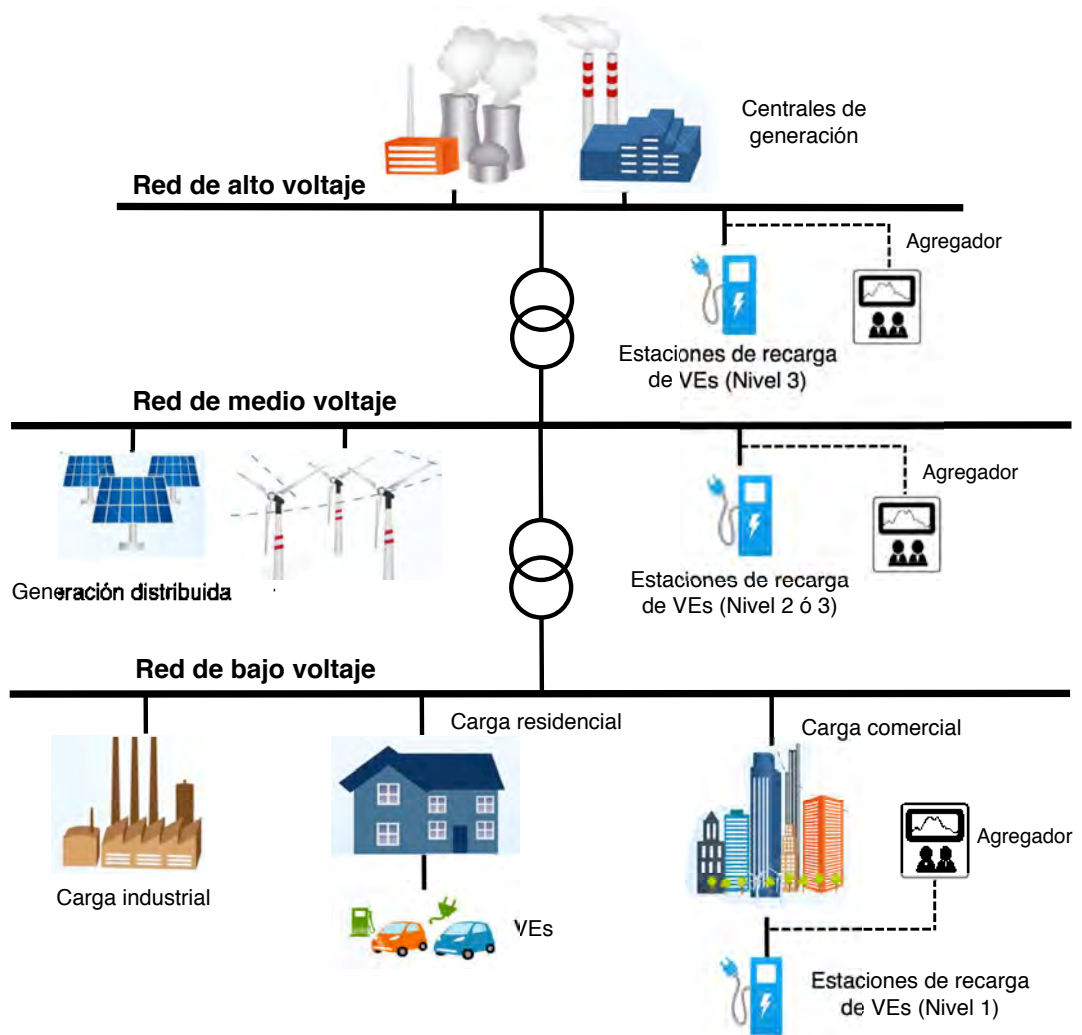 Centrales de
generación
Red de alto voltaje
Agregador
Estaciones de recarga
de VEs (Nivel 3)
Red de medio voltaje
Agregador
Generación distribuida
Estaciones de recarga
de VEs (Nivel 2 ó 3)
Red de bajo voltaje
Carga residencial
Carga comercial
Agregador
Carga industrial
VEs
Estaciones de recarga
de VEs (Nivel 1)